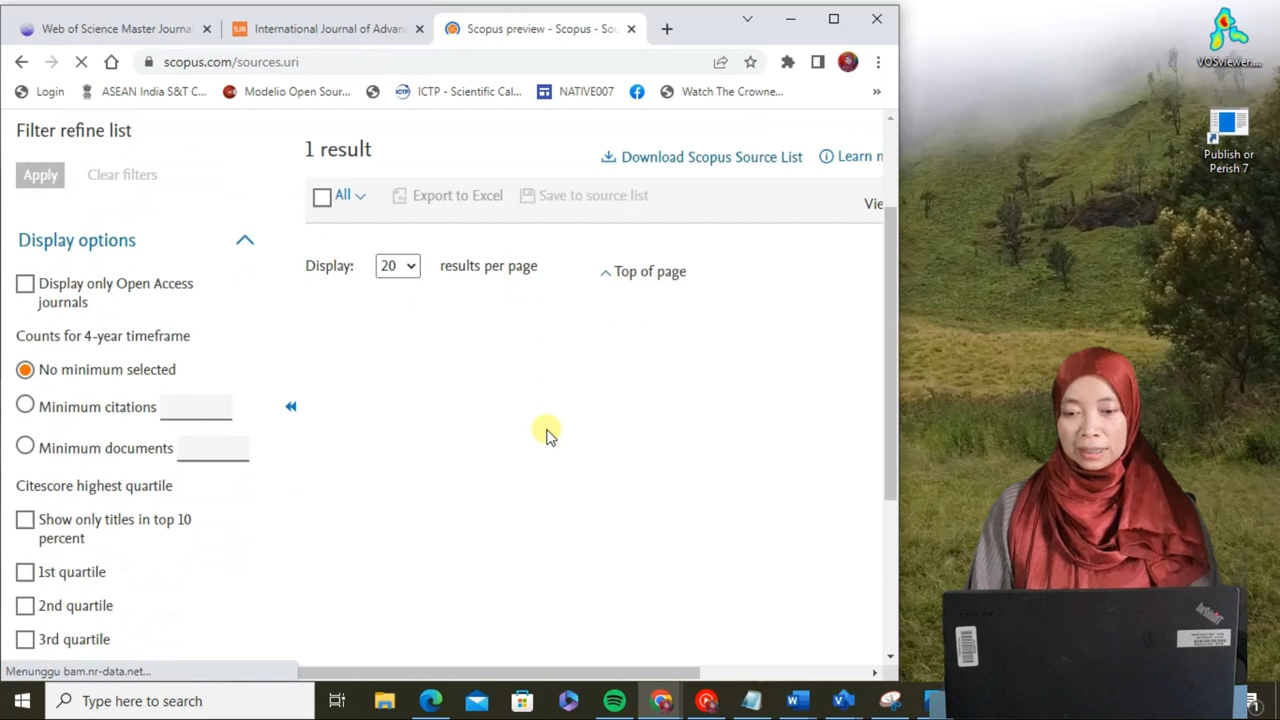 Web of Science Master Journal
International Journal of Advan
Scopus preview - Scopus - Sou
scopus.com/sources.uri
Login
ASEAN India S&T C...
Modelio Open Sour...
ICTP - Scientific Cal...
NATIVE007
Watch The Crowne...
»
VOSviewer....
Publish or
Perish 7
Filter refine list
Apply
Clear filters
1 result
Download Scopus Source List
Learn m
All
Export to Excel
Save to source list
Vie
Display options
Display:
20
results per page
Top of page
Display only Open Access
journals
Counts for 4-year timeframe
No minimum selected
Minimum citations
Minimum documents
Citescore highest quartile
Show only titles in top 10
percent
1st quartile
2nd quartile
3rd quartile
Menunggu bam.nr-data.net...
Type here to search